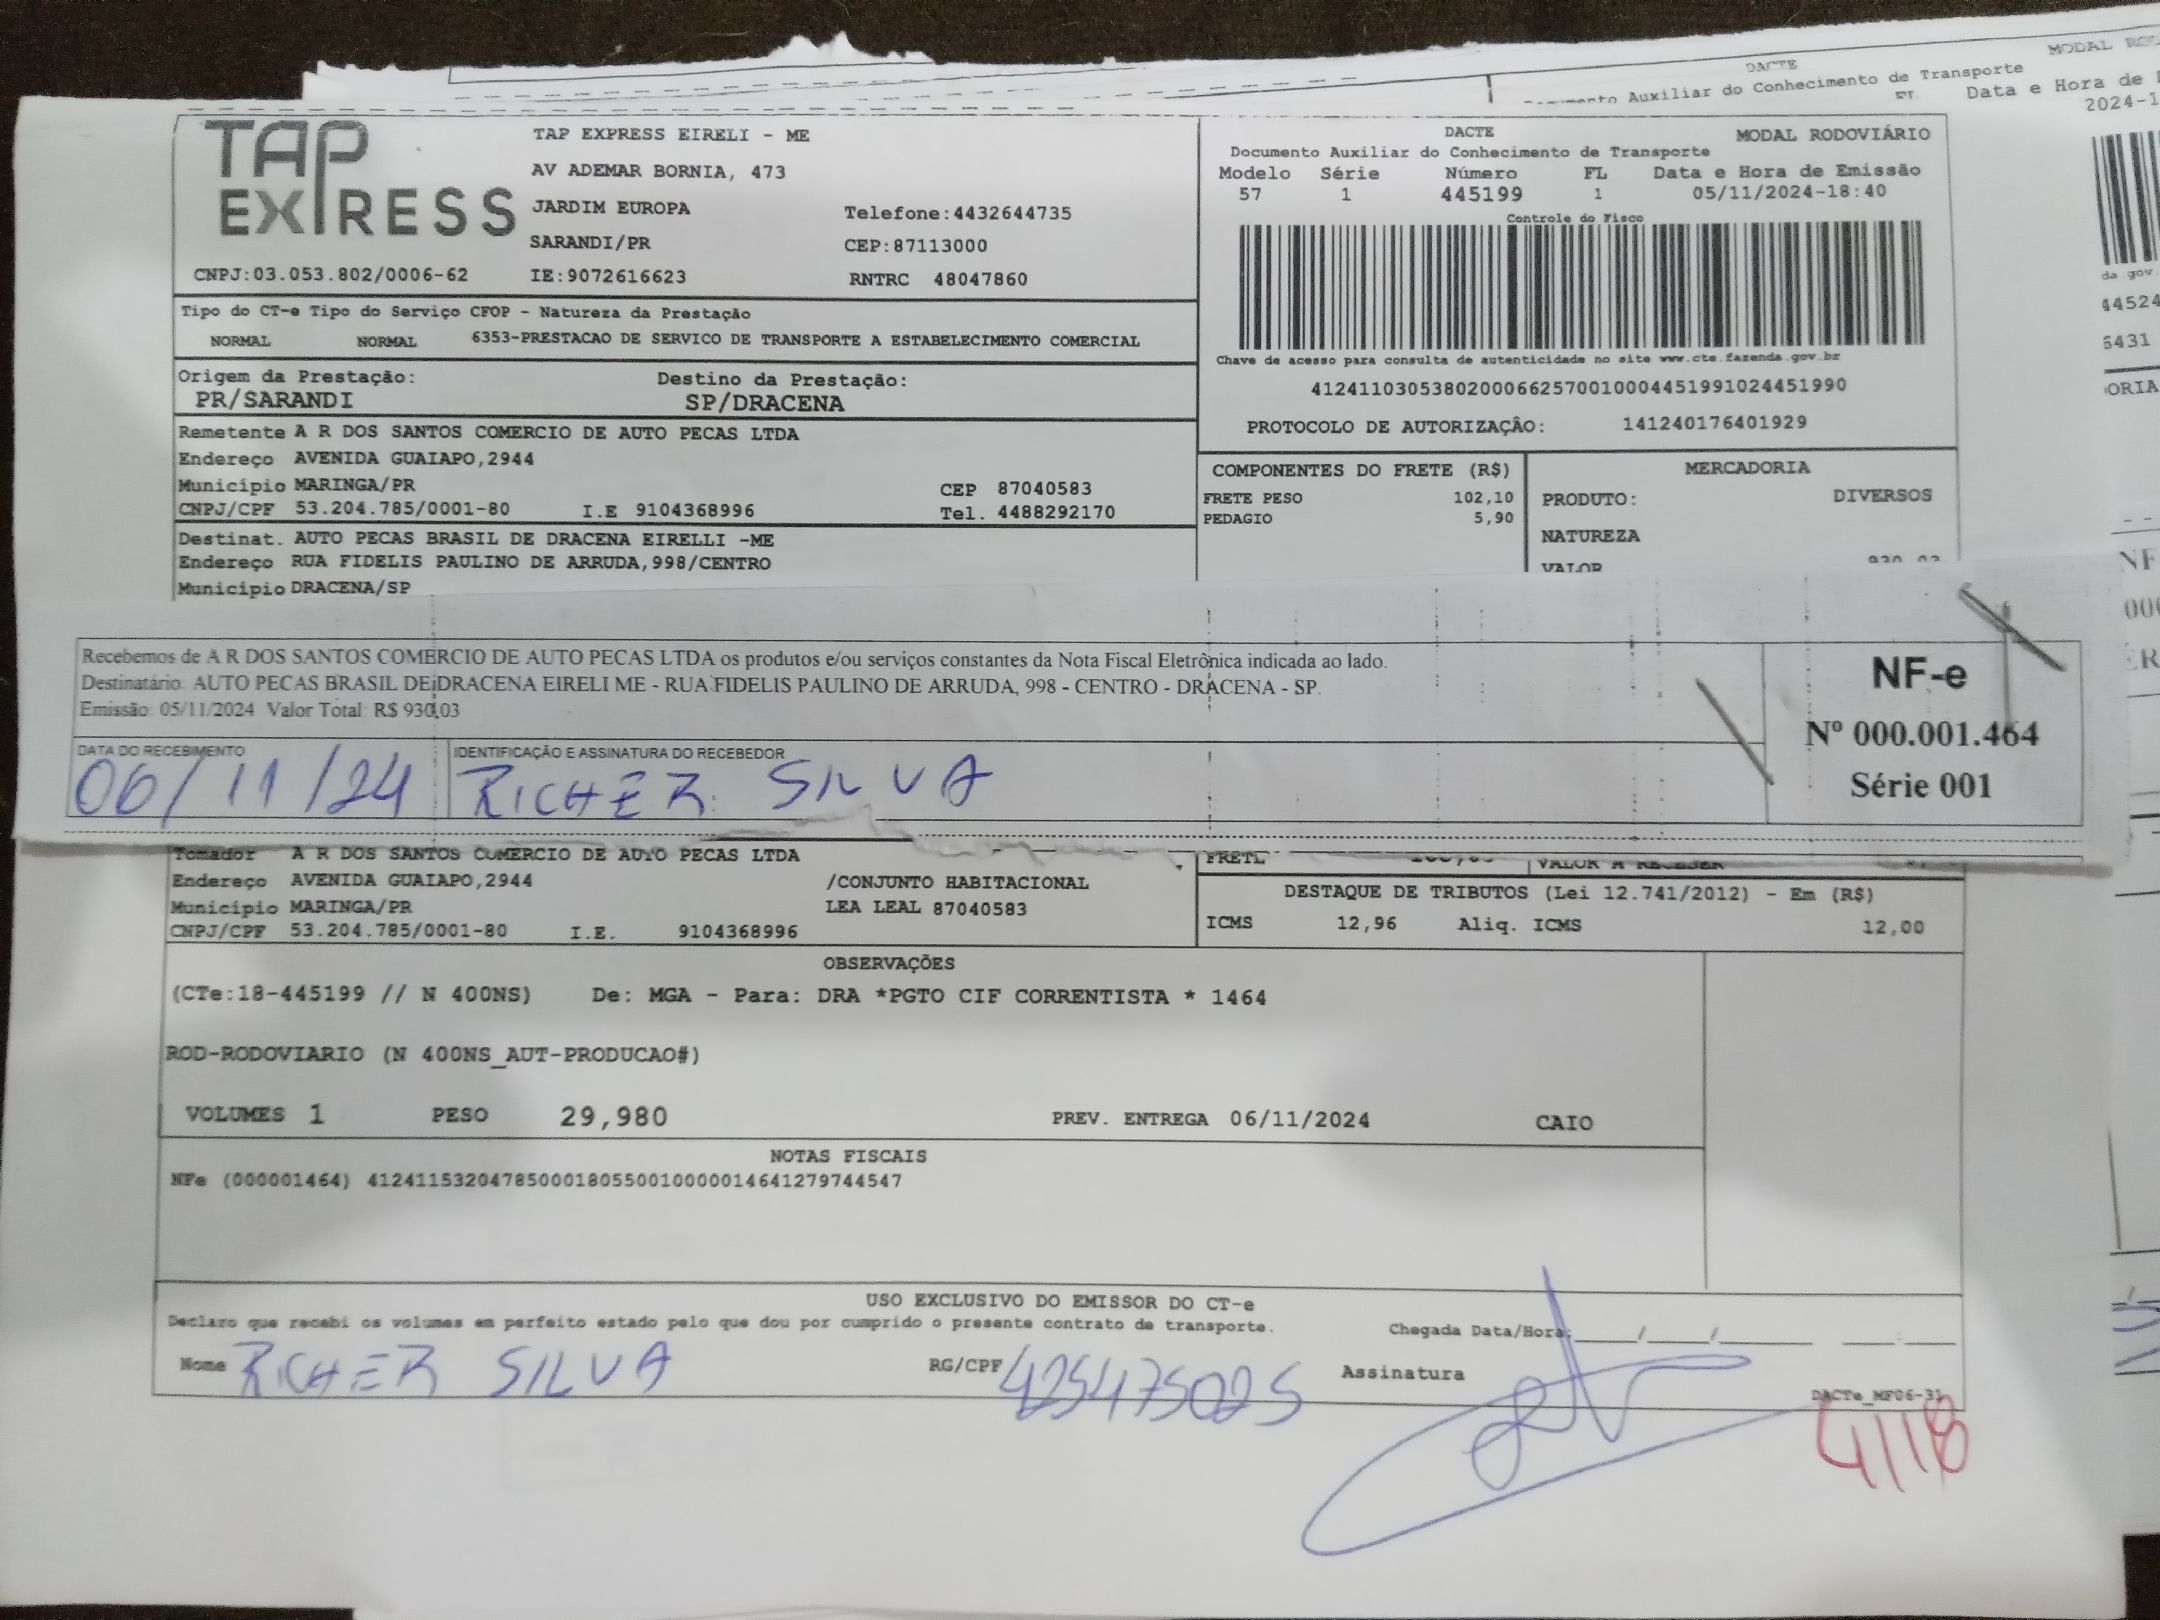 DACTE
MODAL
Auxiliar do Conhecimento de Transporte
Data e Hora de
2024-1
TAP EXPRESS
TAP EXPRESS EIRELI - ME
AV ADEMAR BORNIA, 473
JARDIM EUROPA
Telefone:4432644735
SARANDI/PR
CEP:87113000
CNPJ:03.053.802/0006-62
IE:9072616623
RNTRC 48047860
DACTE
MODAL RODOVIÁRIO
Documento Auxiliar do Conhecimento de Transporte
Modelo Série Número FL Data e Hora de Emissão
57 1 445199 1 05/11/2024-18:40
Controle do Fisco
Chave de acesso para consulta de autenticidade no site www.cte.fazenda.gov.br
41241103053802000662570010004451991024451990
PROTOCOLO DE AUTORIZAÇÃO: 141240176401929
Tipo do CT-e Tipo do Serviço CFOP - Natureza da Prestação
NORMAL NORMAL 6353-PRESTACAO DE SERVICO DE TRANSPORTE A ESTABELECIMENTO COMERCIAL
Origem da Prestação: Destino da Prestação:
PR/SARANDI SP/DRACENA
Remetente A R DOS SANTOS COMERCIO DE AUTO PECAS LTDA
Endereço AVENIDA GUAIAPO,2944
Município MARINGA/PR CEP 87040583
CNPJ/CPF 53.204.785/0001-80 I.E 9104368996 Tel. 4488292170
Destinat. AUTO PECAS BRASIL DE DRACENA EIRELLI -ME
Endereço RUA FIDELIS PAULINO DE ARRUDA,998/CENTRO
Município DRACENA/SP
COMPONENTES DO FRETE (R$)
FRETE PESO 102,10
PEDAGIO 5,90
MERCADORIA
PRODUTO: DIVERSOS
NATUREZA
VALOR
Recebemos de A R DOS SANTOS COMERCIO DE AUTO PECAS LTDA os produtos e/ou serviços constantes da Nota Fiscal Eletrônica indicada ao lado.
Destinatário: AUTO PECAS BRASIL DE DRACENA EIRELI ME - RUA FIDELIS PAULINO DE ARRUDA, 998 - CENTRO - DRACENA - SP.
Emissão: 05/11/2024 Valor Total: R$ 930,03
DATA DO RECEBIMENTO
06/11/24
IDENTIFICAÇÃO E ASSINATURA DO RECEBEDOR
RICHER SILVA
NF-e
Nº 000.001.464
Série 001
Tomador A R DOS SANTOS COMERCIO DE AUTO PECAS LTDA
Endereço AVENIDA GUAIAPO,2944 /CONJUNTO HABITACIONAL
Município MARINGA/PR LEA LEAL 87040583
CNPJ/CPF 53.204.785/0001-80 I.E. 9104368996
VALOR A RECEBER
DESTAQUE DE TRIBUTOS (Lei 12.741/2012) - Em (R$)
ICMS 12,96 Aliq. ICMS 12,00
OBSERVAÇÕES
(CTe:18-445199 // N 400NS) De: MGA - Para: DRA *PGTO CIF CORRENTISTA * 1464
ROD-RODOVIARIO (N 400NS_AUT-PRODUCAO#)
VOLUMES 1 PESO 29,980 PREV. ENTREGA 06/11/2024 CAIO
NOTAS FISCAIS
NFe (000001464) 41241153204785000180550010000014641279744547
USO EXCLUSIVO DO EMISSOR DO CT-e
Declaro que recebi os volumes em perfeito estado pelo que dou por cumprido o presente contrato de transporte.
Chegada Data/Hora:
Nome RICHER SILVA RG/CPF 425475025 Assinatura
DACTe_MF06-31
4118